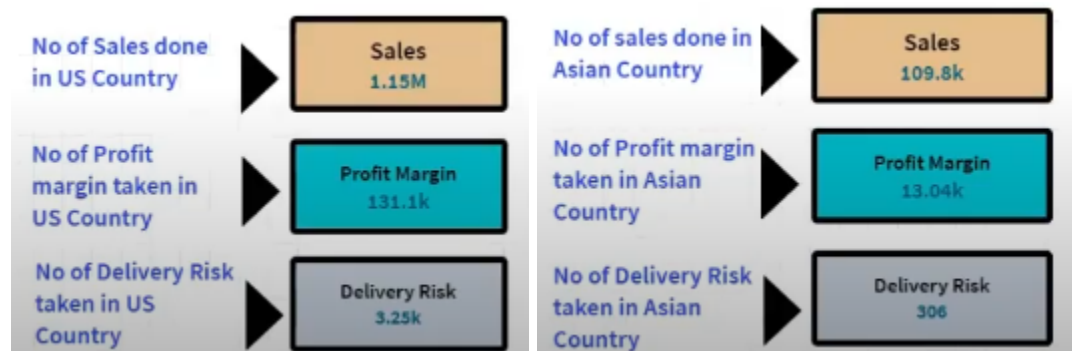 No of Sales done
in US Country
Sales
1.15M
No of Profit
margin taken in
US Country
Profit Margin
131.1k
No of Delivery Risk
taken in US
Country
Delivery Risk
3.25k
No of sales done in
Asian Country
Sales
109.8k
No of Profit margin
taken in Asian
Country
Profit Margin
13.04k
No of Delivery Risk
taken in Asian
Country
Delivery Risk
306